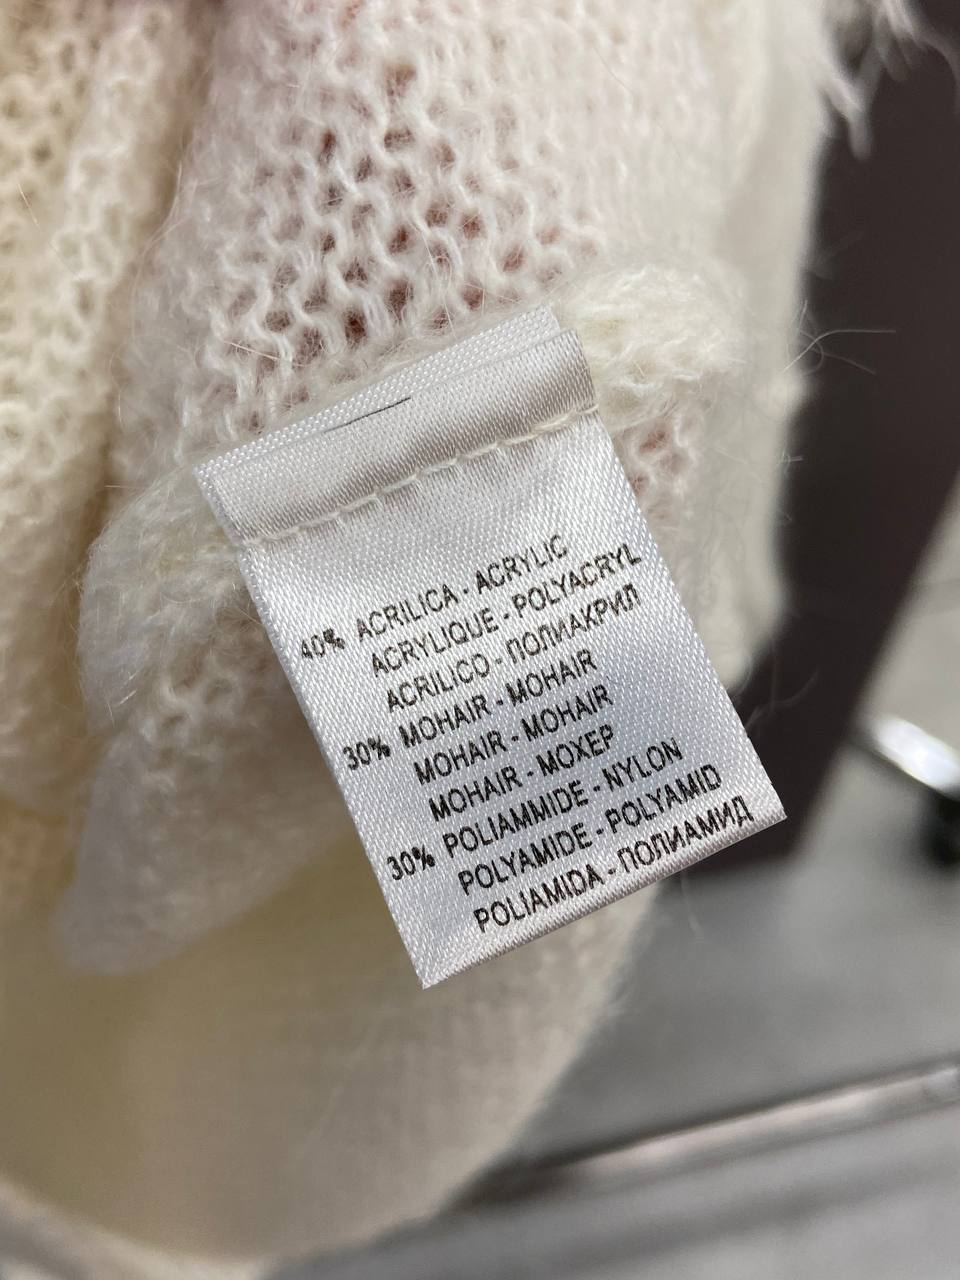 40% ACRILICA - ACRYLIC
ACRYLIQUE - POLYACRYL
ACRILICO - ПОЛИАКРИЛ
30% MOHAIR - MOHAIR
MOHAIR - MOHAIR
MOHAIR - МОХЕР
30% POLIAMMIDE - NYLON
POLYAMIDE - POLYAMID
POLIAMIDA - ПОЛИАМИД